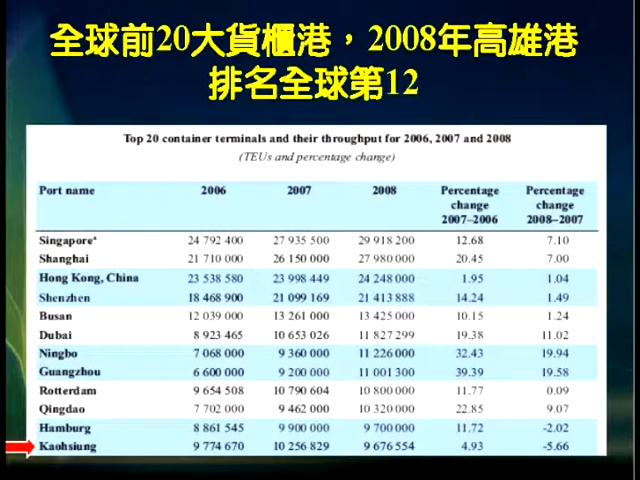 全球前20大貨櫃港，2008年高雄港
排名全球第12
Top 20 container terminals and their throughput for 2006, 2007 and 2008
(TEUs and percentage change)
Port name 2006 2007 2008 Percentage change 2007–2006 Percentage change 2008–2007
Singaporeᵃ 24 792 400 27 935 500 29 918 200 12.68 7.10
Shanghai 21 710 000 26 150 000 27 980 000 20.45 7.00
Hong Kong, China 23 538 580 23 998 449 24 248 000 1.95 1.04
Shenzhen 18 468 900 21 099 169 21 413 888 14.24 1.49
Busan 12 039 000 13 261 000 13 425 000 10.15 1.24
Dubai 8 923 465 10 653 026 11 827 299 19.38 11.02
Ningbo 7 068 000 9 360 000 11 226 000 32.43 19.94
Guangzhou 6 600 000 9 200 000 11 001 300 39.39 19.58
Rotterdam 9 654 508 10 790 604 10 800 000 11.77 0.09
Qingdao 7 702 000 9 462 000 10 320 000 22.85 9.07
Hamburg 8 861 545 9 900 000 9 700 000 11.72 -2.02
Kaohsiung 9 774 670 10 256 829 9 676 554 4.93 -5.66